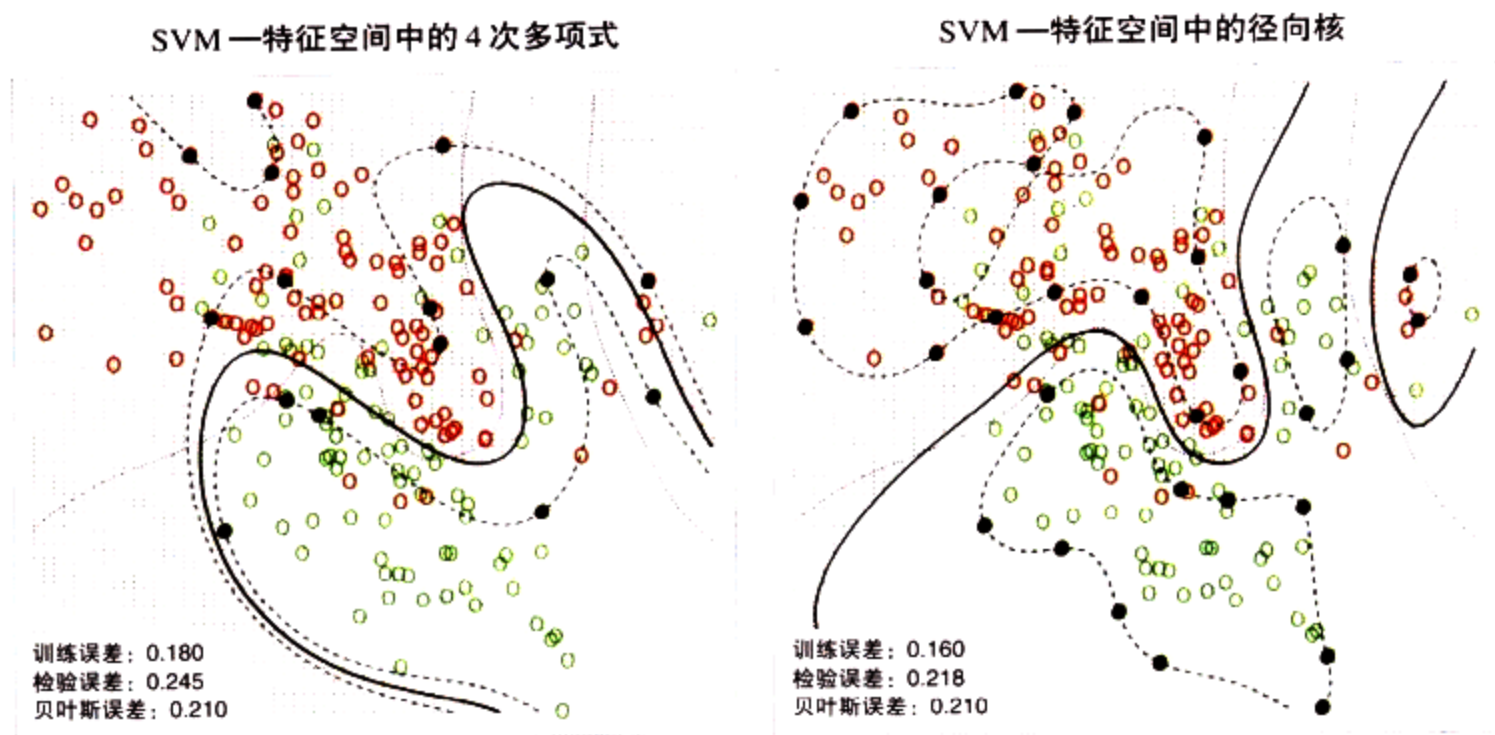 SVM —特征空间中的 4 次多项式
训练误差：0.180
检验误差：0.245
贝叶斯误差：0.210
SVM —特征空间中的径向核
训练误差：0.160
检验误差：0.218
贝叶斯误差：0.210